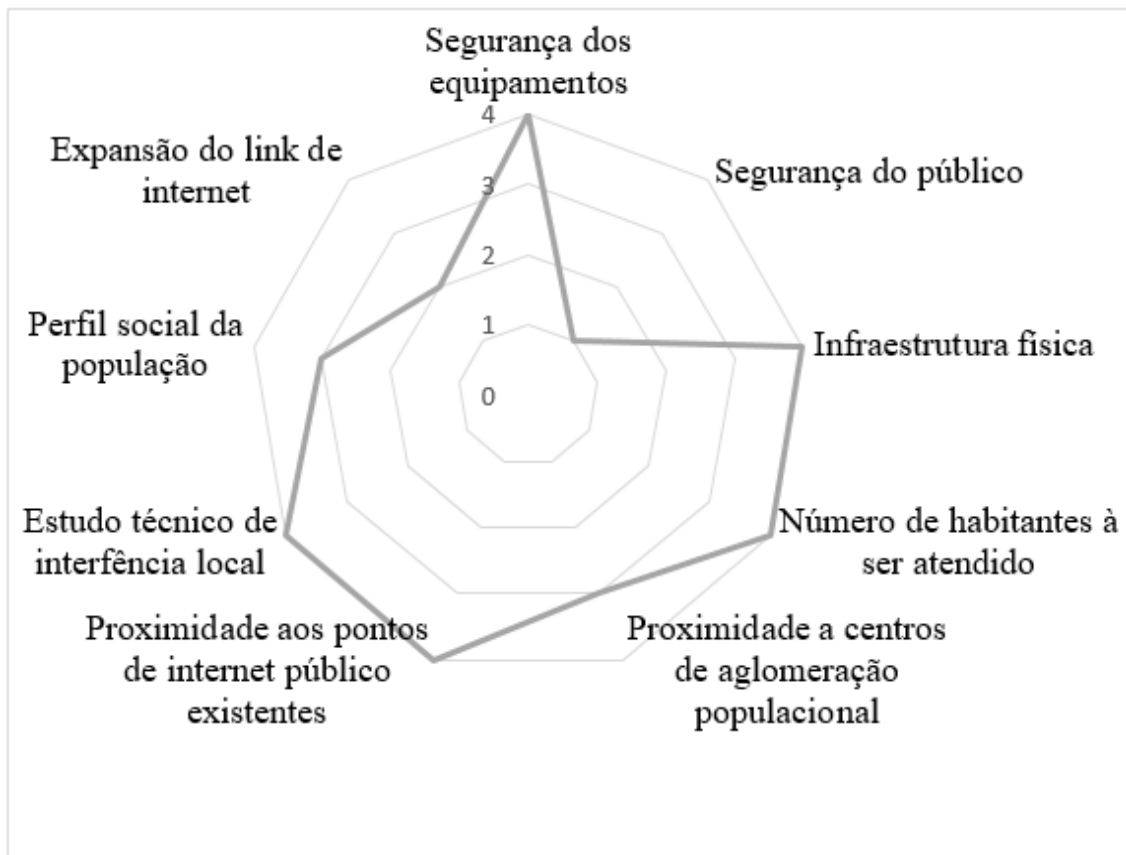 Segurança dos
equipamentos
Segurança do público
Infraestrutura física
Número de habitantes à
ser atendido
Proximidade a centros
de aglomeração
populacional
Proximidade aos pontos
de internet público
existentes
Estudo técnico de
interfência local
Perfil social da
população
Expansão do link de
internet
4
3
2
1
0